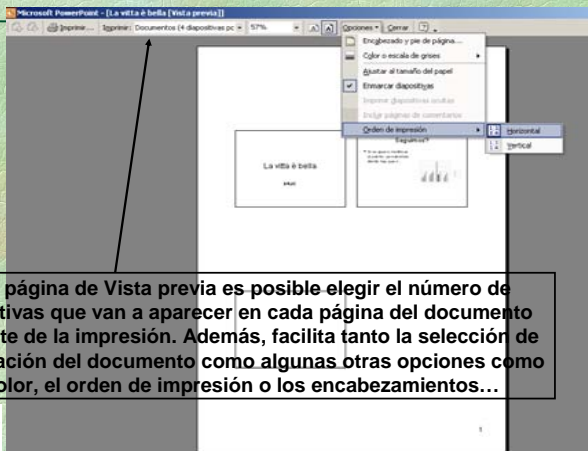 Microsoft PowerPoint - [La vitta è bella [Vista previa]]
Imprimir... Imprimir: Documentos (4 diapositivas por 57% Opciones Cerrar
Encabezado y pie de página...
Color o escala de grises
Ajustar al tamaño del papel
Enmarcar diapositivas
Imprimir diapositivas ocultas
Incluir páginas de comentarios
Orden de impresión
Horizontal
Vertical
La vitta è bella
Seguimos?
página de Vista previa es posible elegir el número de
tivas que van a aparecer en cada página del documento
te de la impresión. Además, facilita tanto la selección de
ación del documento como algunas otras opciones como
olor, el orden de impresión o los encabezamientos…
1